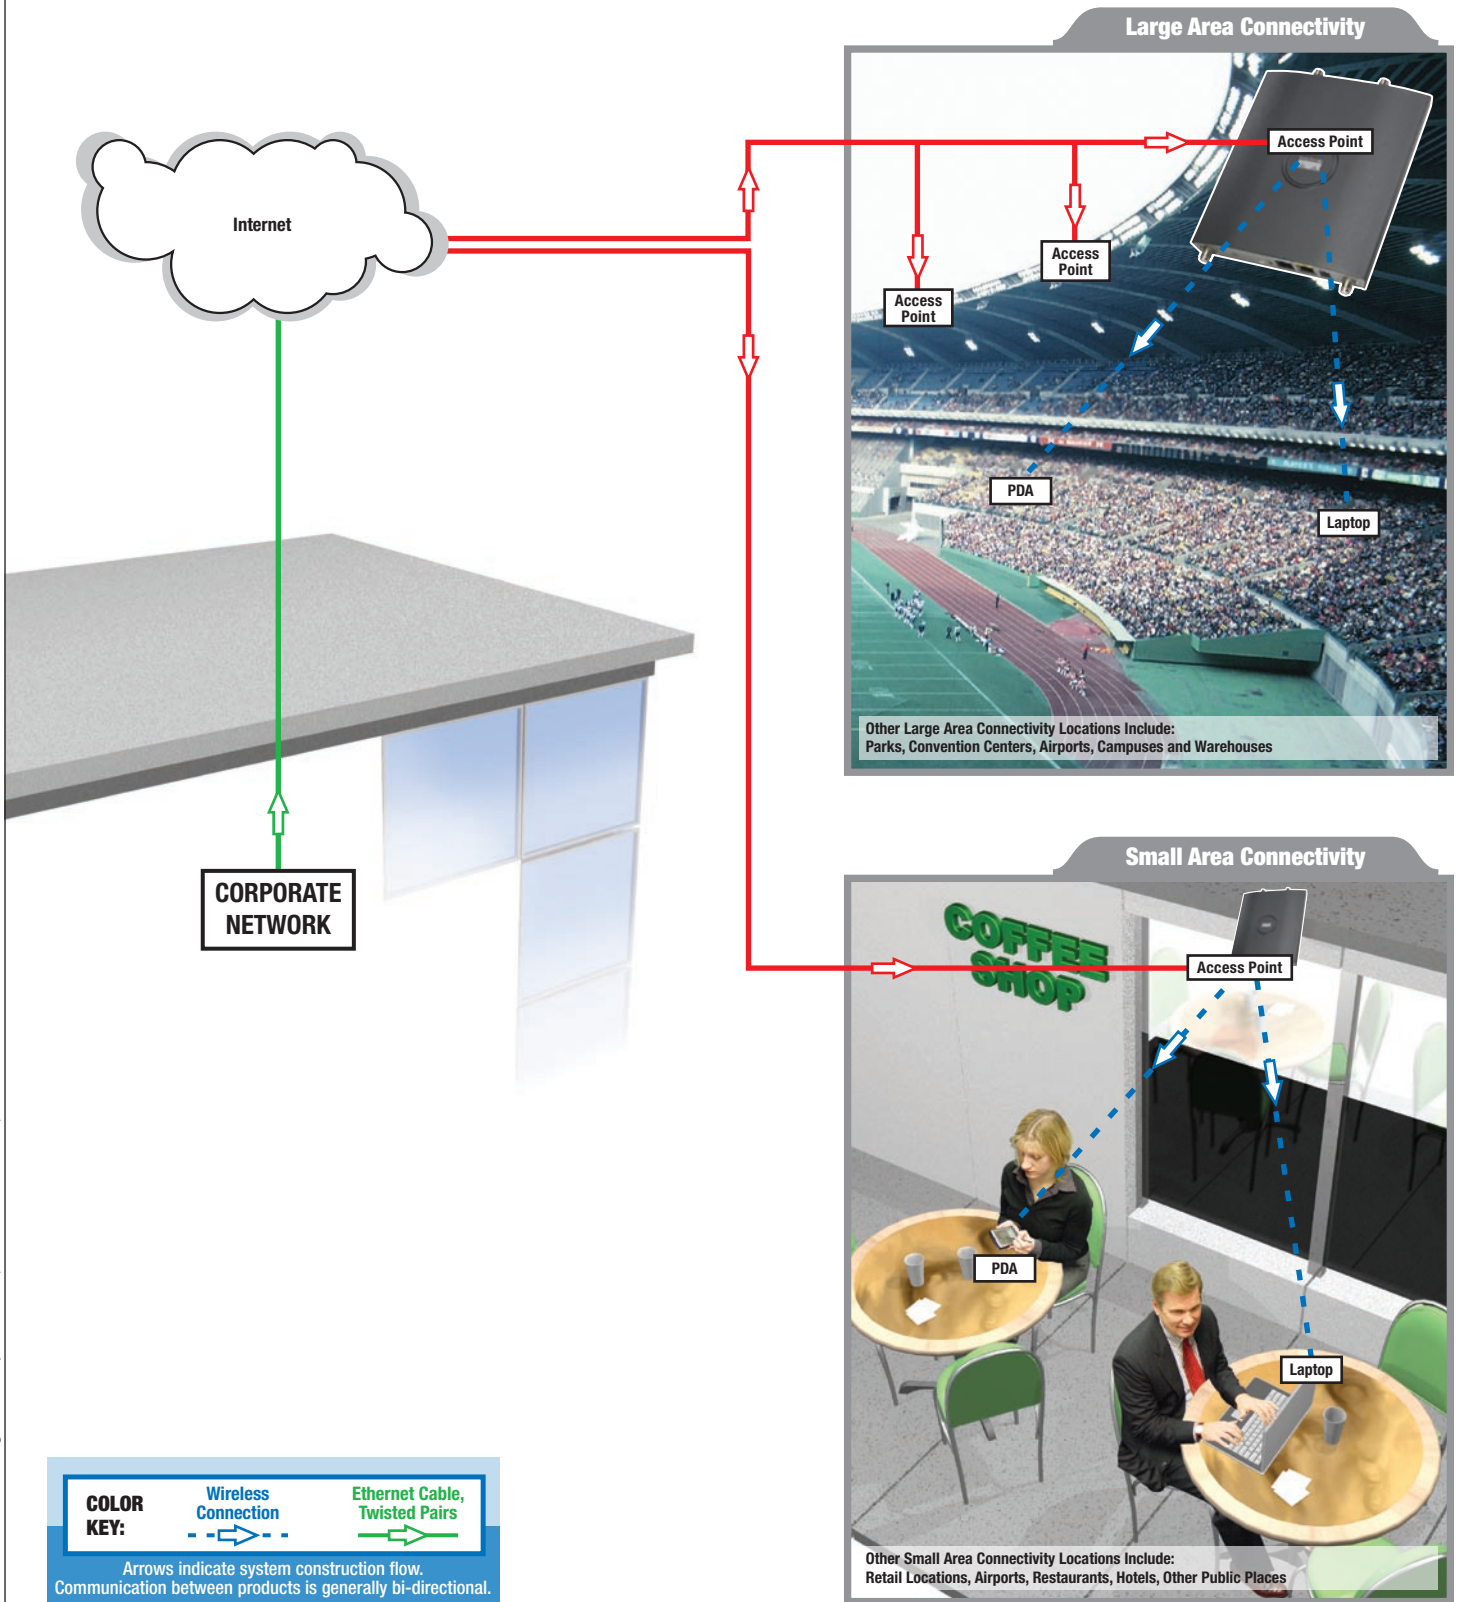 Large Area Connectivity
Access Point
Internet
Access
Point
Access
Point
PDA
Laptop
Other Large Area Connectivity Locations Include:
Parks, Convention Centers, Airports, Campuses and Warehouses
CORPORATE
NETWORK
Small Area Connectivity
COFFEE
SHOP
Access Point
PDA
Laptop
Other Small Area Connectivity Locations Include:
Retail Locations, Airports, Restaurants, Hotels, Other Public Places
COLOR
KEY:
Wireless
Connection
Ethernet Cable,
Twisted Pairs
Arrows indicate system construction flow.
Communication between products is generally bi-directional.